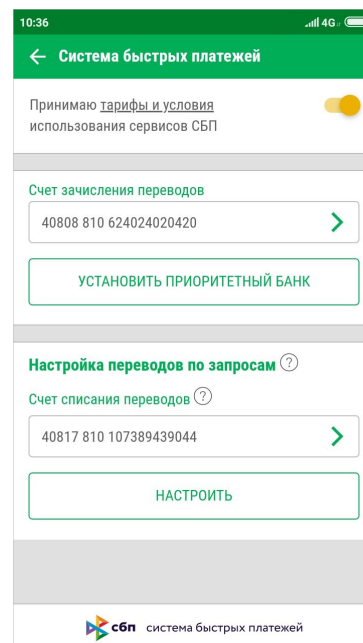 10:36
4G
Система быстрых платежей
Принимаю тарифы и условия
использования сервисов СБП
Счет зачисления переводов
40808 810 624024020420
УСТАНОВИТЬ ПРИОРИТЕТНЫЙ БАНК
Настройка переводов по запросам ?
Счет списания переводов ?
40817 810 107389439044
НАСТРОИТЬ
сбп система быстрых платежей